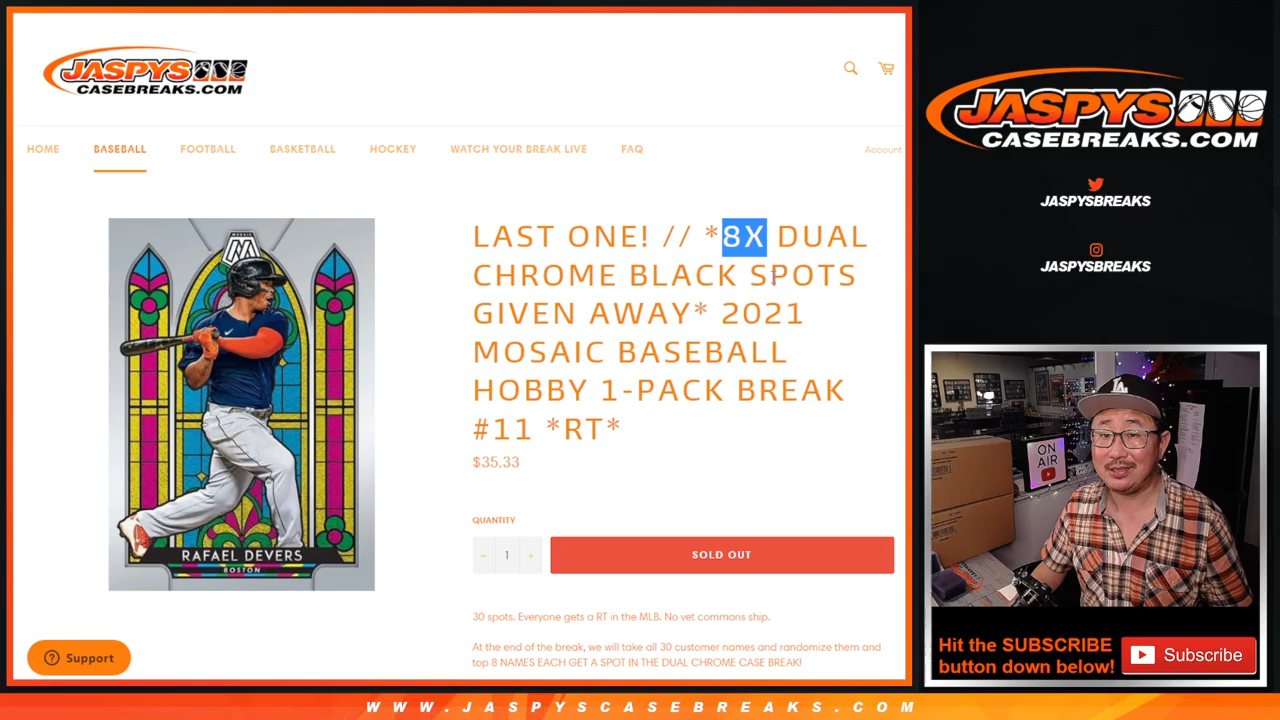 JASPYS
CASEBREAKS.COM
HOME BASEBALL FOOTBALL BASKETBALL HOCKEY WATCH YOUR BREAK LIVE FAQ Account
LAST ONE! // *8X DUAL
CHROME BLACK SPOTS
GIVEN AWAY* 2021
MOSAIC BASEBALL
HOBBY 1-PACK BREAK
#11 *RT*
$35.33
QUANTITY
− 1 +
SOLD OUT
30 spots. Everyone gets a RT in the MLB. No vet commons ship.
At the end of the break, we will take all 30 customer names and randomize them and
top 8 NAMES EACH GET A SPOT IN THE DUAL CHROME CASE BREAK!
MOSAIC
RAFAEL DEVERS
BOSTON
Support
JASPYS
CASEBREAKS.COM
JASPYSBREAKS
JASPYSBREAKS
LA
ON
AIR
Hit the SUBSCRIBE
button down below!
Subscribe
WWW.JASPYSCASEBREAKS.COM